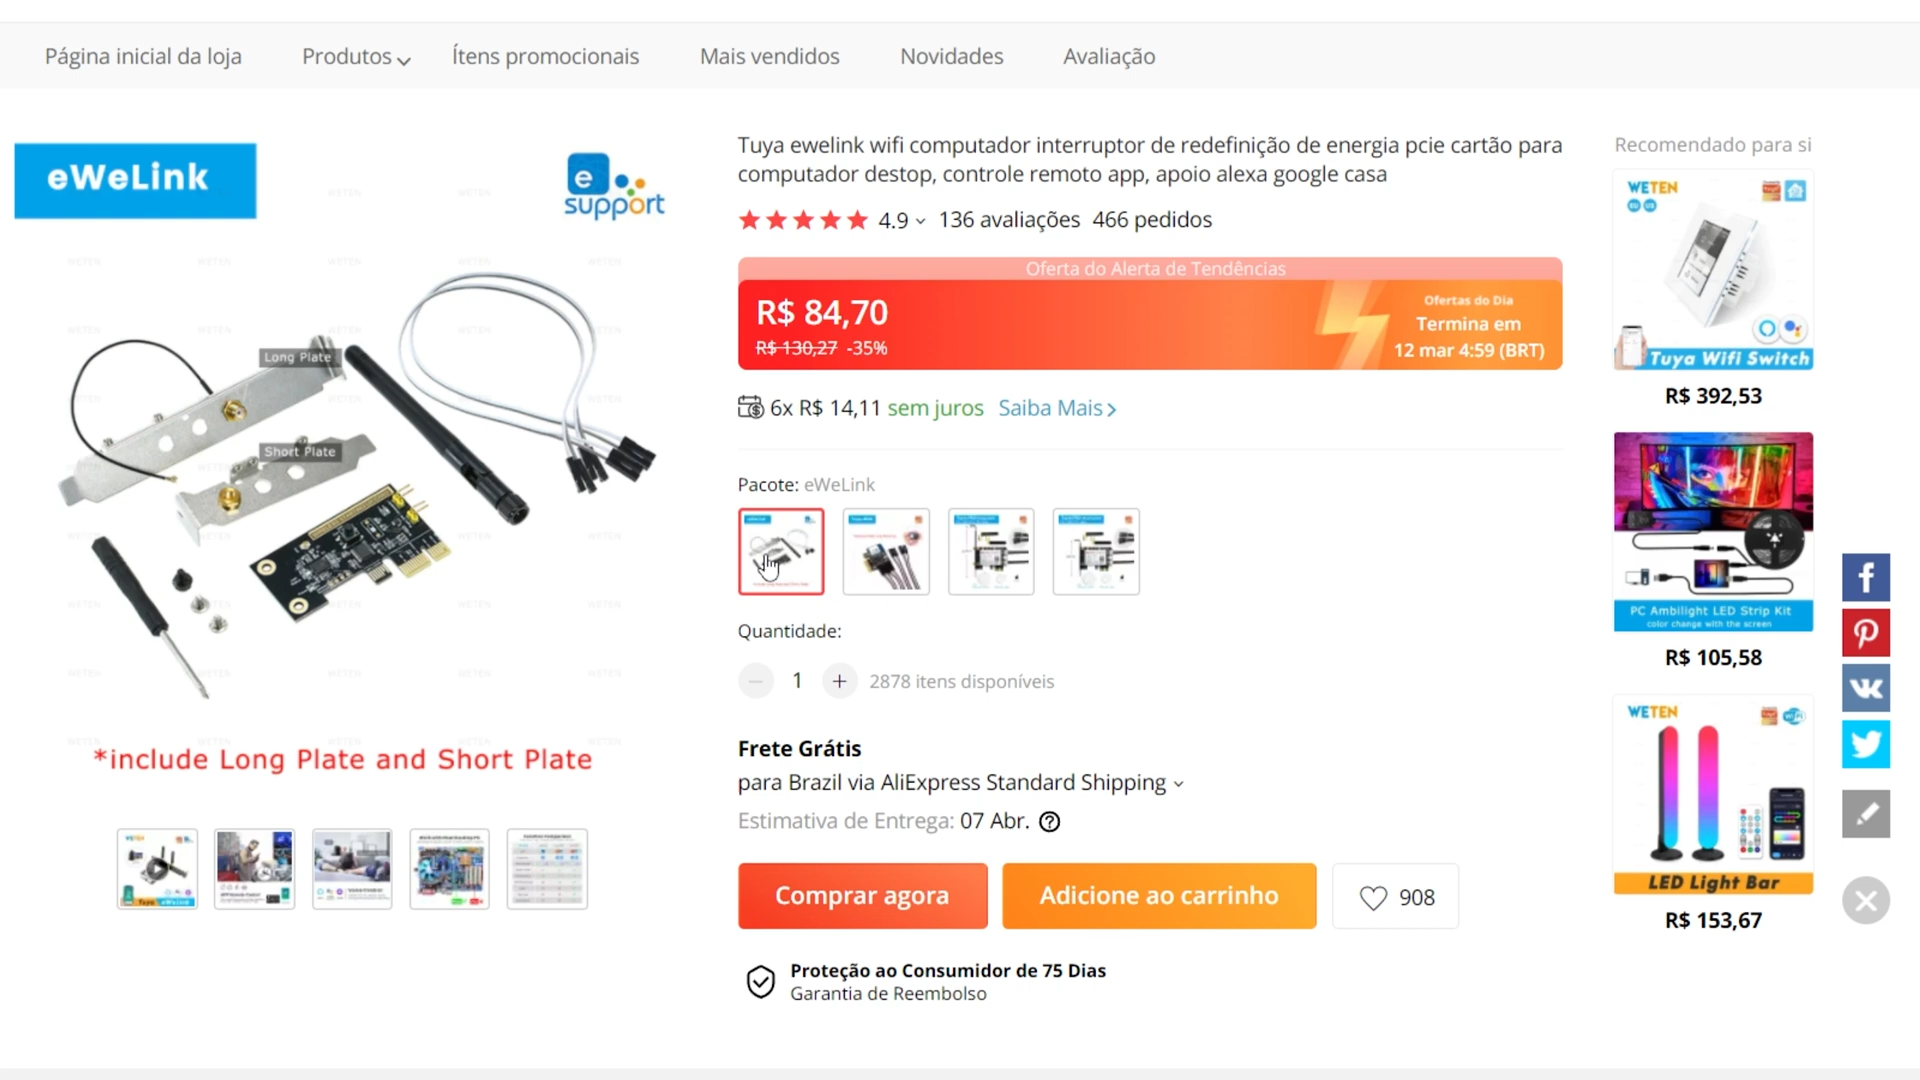 Página inicial da loja
Produtos
Ítens promocionais
Mais vendidos
Novidades
Avaliação
eWeLink
e
support
Long Plate
Short Plate
*include Long Plate and Short Plate
Tuya ewelink wifi computador interruptor de redefinição de energia pcie cartão para
computador destop, controle remoto app, apoio alexa google casa
4.9
136 avaliações
466 pedidos
Oferta do Alerta de Tendências
R$ 84,70
R$ 130,27 -35%
Ofertas do Dia
Termina em
12 mar 4:59 (BRT)
6x R$ 14,11 sem juros Saiba Mais
Pacote: eWeLink
Quantidade:
1
+
2878 itens disponíveis
Frete Grátis
para Brazil via AliExpress Standard Shipping
Estimativa de Entrega: 07 Abr.
Comprar agora
Adicione ao carrinho
908
Proteção ao Consumidor de 75 Dias
Garantia de Reembolso
Recomendado para si
WETEN
Tuya Wifi Switch
R$ 392,53
PC Ambilight LED Strip Kit
color change with the screen
R$ 105,58
WETEN
LED Light Bar
R$ 153,67